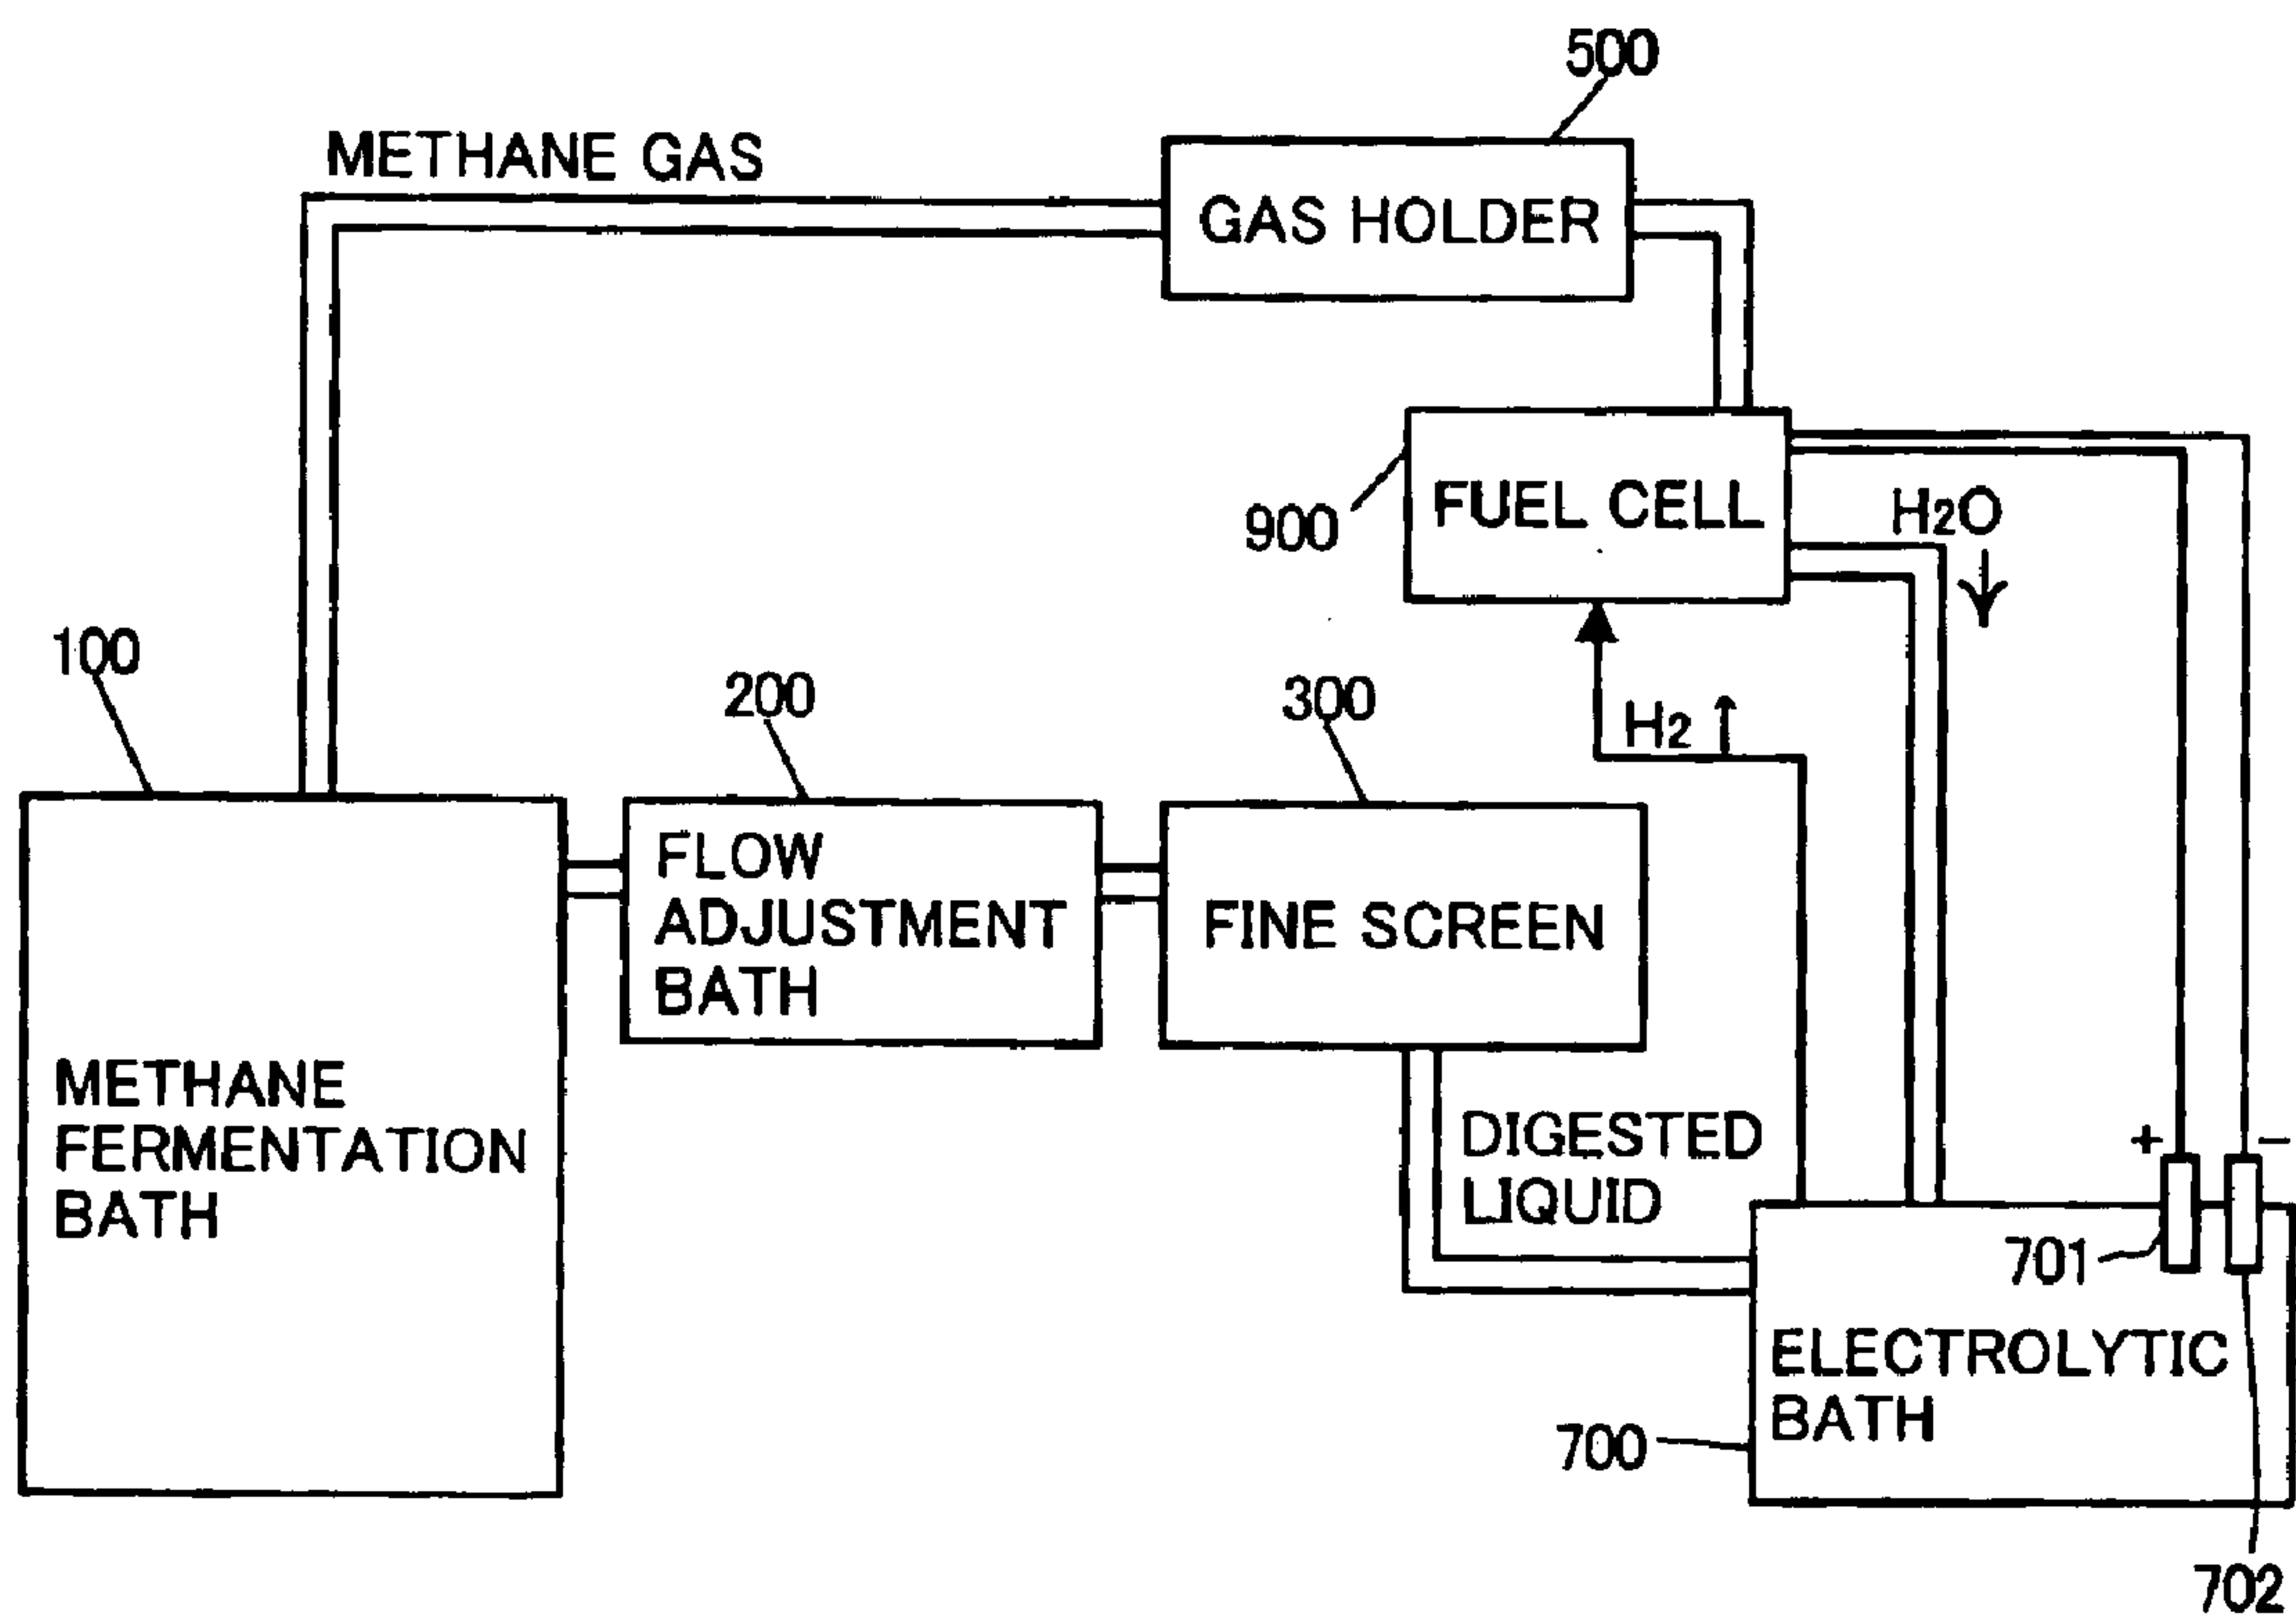 500
METHANE GAS
GAS HOLDER
900
FUEL CELL
H2O
100
200
300
H2
FLOW
ADJUSTMENT
BATH
FINE SCREEN
METHANE
FERMENTATION
BATH
DIGESTED
LIQUID
+
−
701
ELECTROLYTIC
BATH
700
702